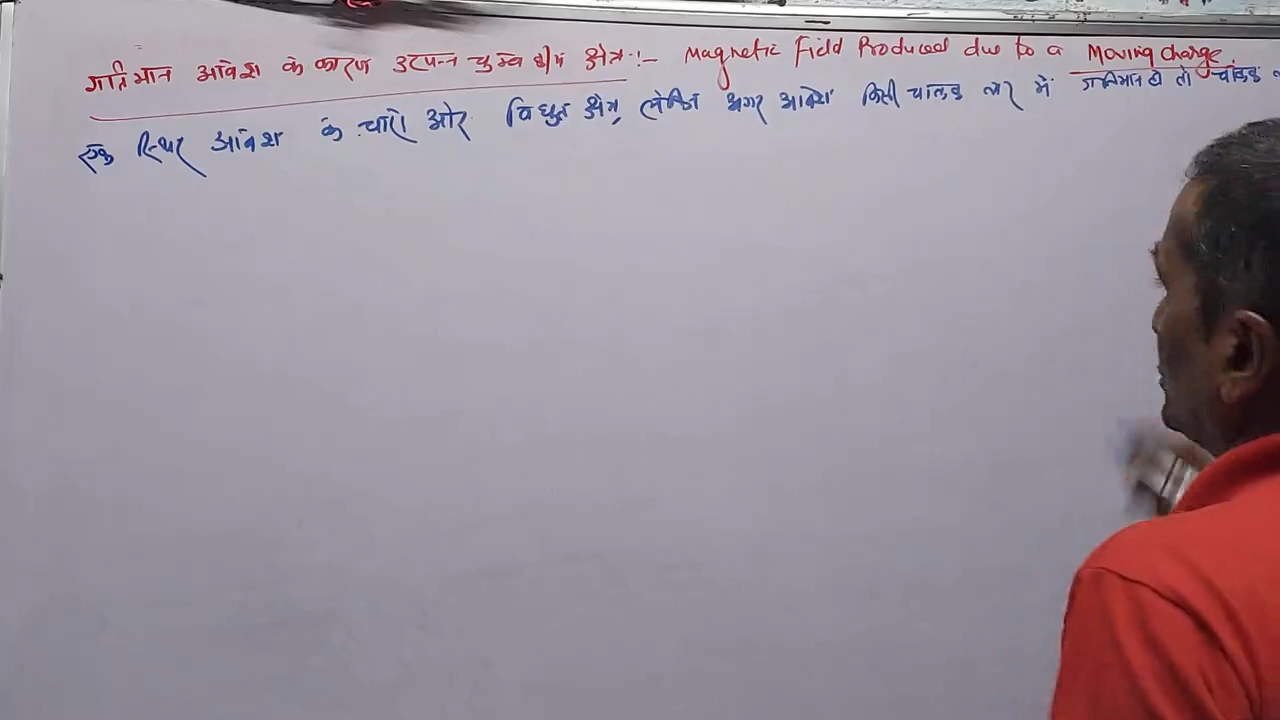 गतिमान आवेश के कारण उत्पन्न चुम्बकीय क्षेत्र :- Magnetic Field Produced due to a Moving charge
एक स्थिर आवेश के चारो ओर विधुत क्षेत्र, लेकिन अगर आवेश किसी चालक तार में गतिमान हो तो चालक